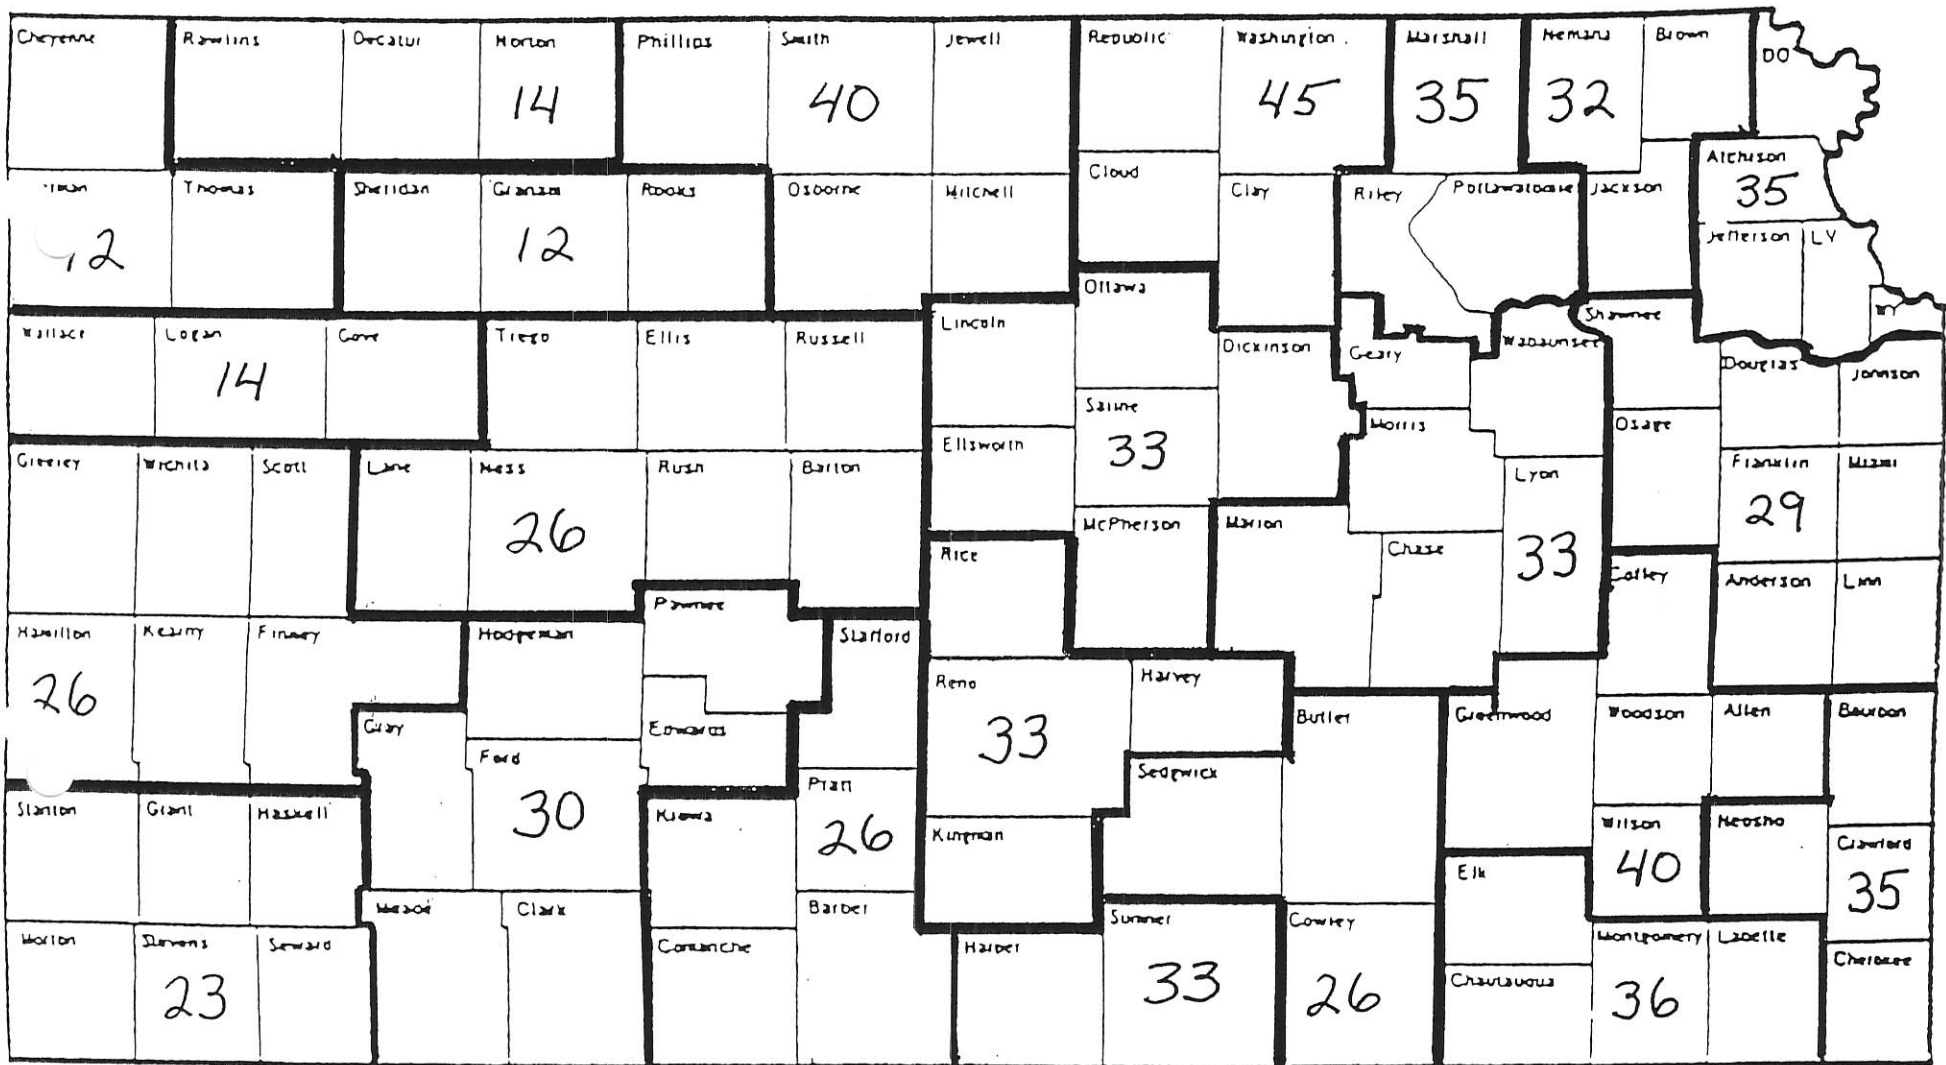 Cheyenne Rawlins Decatur Norton Phillips Smith Jewell Republic Washington Marshall Nemaha Brown DO
14 40 45 35 32
Cloud Atchison
35
Thomas Sheridan Graham Rooks Osborne Mitchell Clay Riley Pottawatomie Jackson
12 12
Jefferson LV
Ottawa
WY
Wallace Logan Gove Trego Ellis Russell Lincoln Dickinson Geary Wabaunsee Shawnee
14
Douglas Johnson
Saline
33
Ellsworth Morris Osage
Greeley Wichita Scott Lane Ness Rush Barton Lyon Franklin Miami
26 33 29
McPherson Marion Chase
Rice Coffey Anderson Linn
Pawnee
Hamilton Kearny Finney Hodgeman Stafford
26
Reno Harvey
33
Gray Edwards Butler Greenwood Woodson Allen Bourbon
Ford
30
Pratt Sedgwick
26
Stanton Grant Haskell Kiowa Kingman Wilson Neosho Crawford
40 35
Elk
Meade Clark Barber Sumner Cowley
33 26
Morton Stevens Seward Comanche Harper Montgomery Labette Cherokee
23 36
Chautauqua